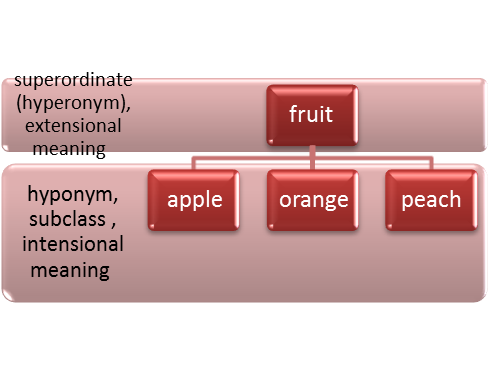 superordinate
(hyperonym),
extensional
meaning
fruit
hyponym,
subclass ,
intensional
meaning
apple
orange
peach